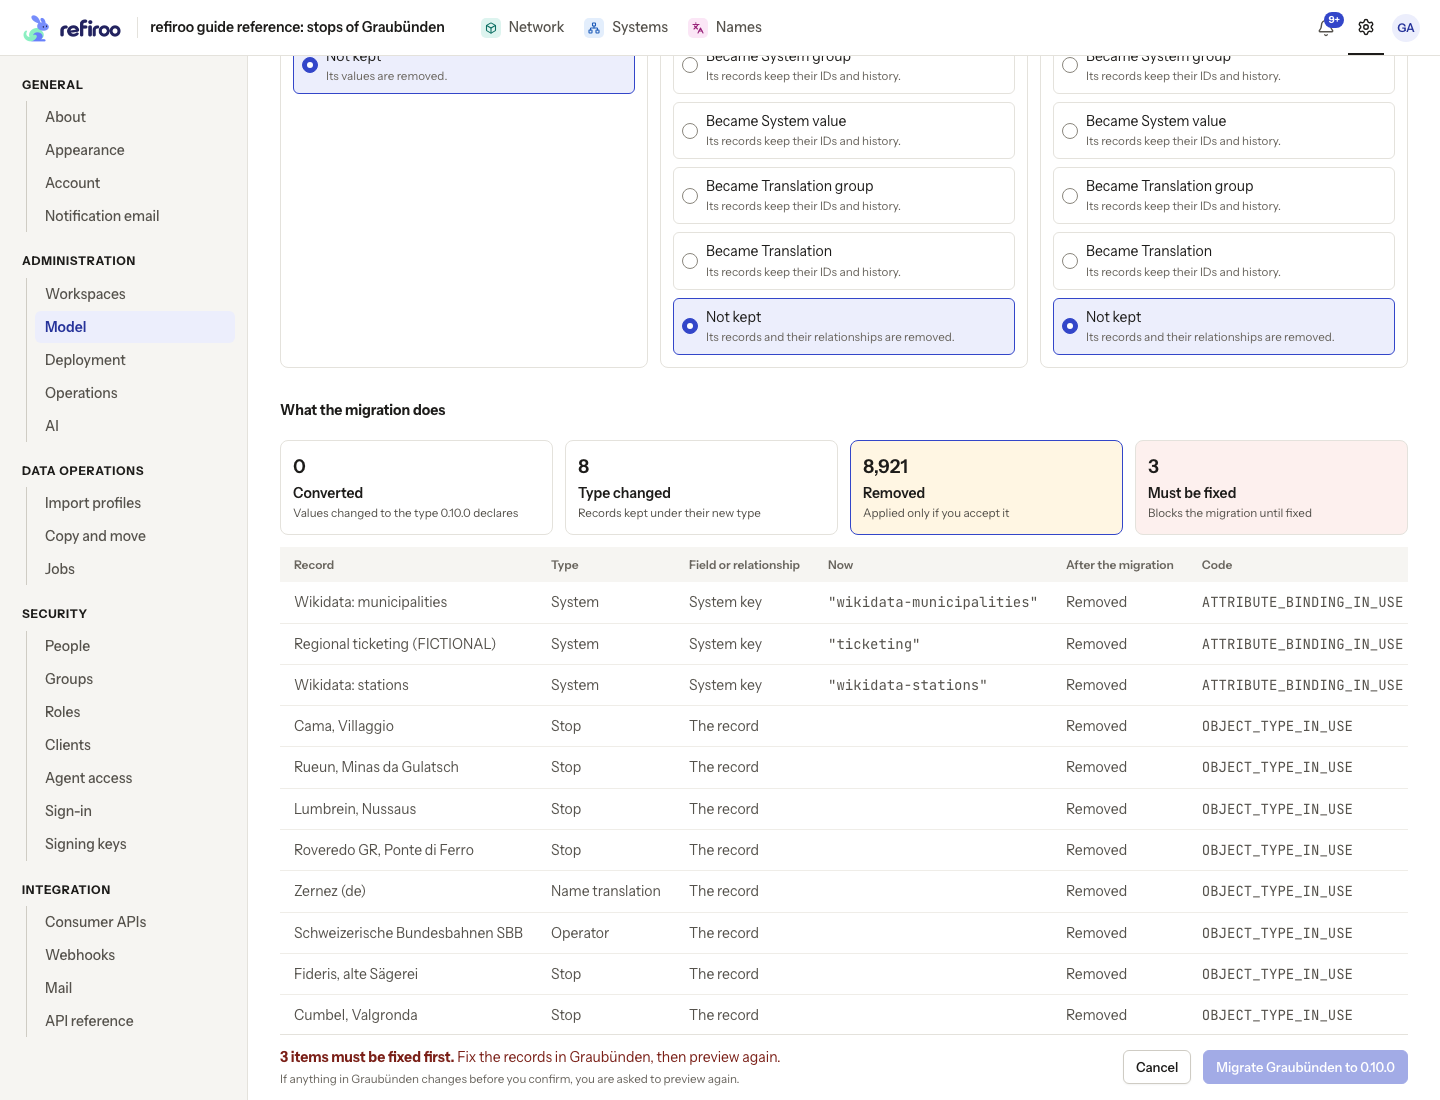 refiroo
refiroo guide reference: stops of Graubünden
Network
Systems
Names
9+
GA
GENERAL
About
Appearance
Account
Notification email
ADMINISTRATION
Workspaces
Model
Deployment
Operations
AI
DATA OPERATIONS
Import profiles
Copy and move
Jobs
SECURITY
People
Groups
Roles
Clients
Agent access
Sign-in
Signing keys
INTEGRATION
Consumer APIs
Webhooks
Mail
API reference
Not kept
Its values are removed.
Became System group
Its records keep their IDs and history.
Became System value
Its records keep their IDs and history.
Became Translation group
Its records keep their IDs and history.
Became Translation
Its records keep their IDs and history.
Not kept
Its records and their relationships are removed.
Became System group
Its records keep their IDs and history.
Became System value
Its records keep their IDs and history.
Became Translation group
Its records keep their IDs and history.
Became Translation
Its records keep their IDs and history.
Not kept
Its records and their relationships are removed.
What the migration does
0
Converted
Values changed to the type 0.10.0 declares
8
Type changed
Records kept under their new type
8,921
Removed
Applied only if you accept it
3
Must be fixed
Blocks the migration until fixed
Record Type Field or relationship Now After the migration Code
Wikidata: municipalities System System key "wikidata-municipalities" Removed ATTRIBUTE_BINDING_IN_USE
Regional ticketing (FICTIONAL) System System key "ticketing" Removed ATTRIBUTE_BINDING_IN_USE
Wikidata: stations System System key "wikidata-stations" Removed ATTRIBUTE_BINDING_IN_USE
Cama, Villaggio Stop The record Removed OBJECT_TYPE_IN_USE
Rueun, Minas da Gulatsch Stop The record Removed OBJECT_TYPE_IN_USE
Lumbrein, Nussaus Stop The record Removed OBJECT_TYPE_IN_USE
Roveredo GR, Ponte di Ferro Stop The record Removed OBJECT_TYPE_IN_USE
Zernez (de) Name translation The record Removed OBJECT_TYPE_IN_USE
Schweizerische Bundesbahnen SBB Operator The record Removed OBJECT_TYPE_IN_USE
Fideris, alte Sägerei Stop The record Removed OBJECT_TYPE_IN_USE
Cumbel, Valgronda Stop The record Removed OBJECT_TYPE_IN_USE
3 items must be fixed first. Fix the records in Graubünden, then preview again.
If anything in Graubünden changes before you confirm, you are asked to preview again.
Cancel
Migrate Graubünden to 0.10.0